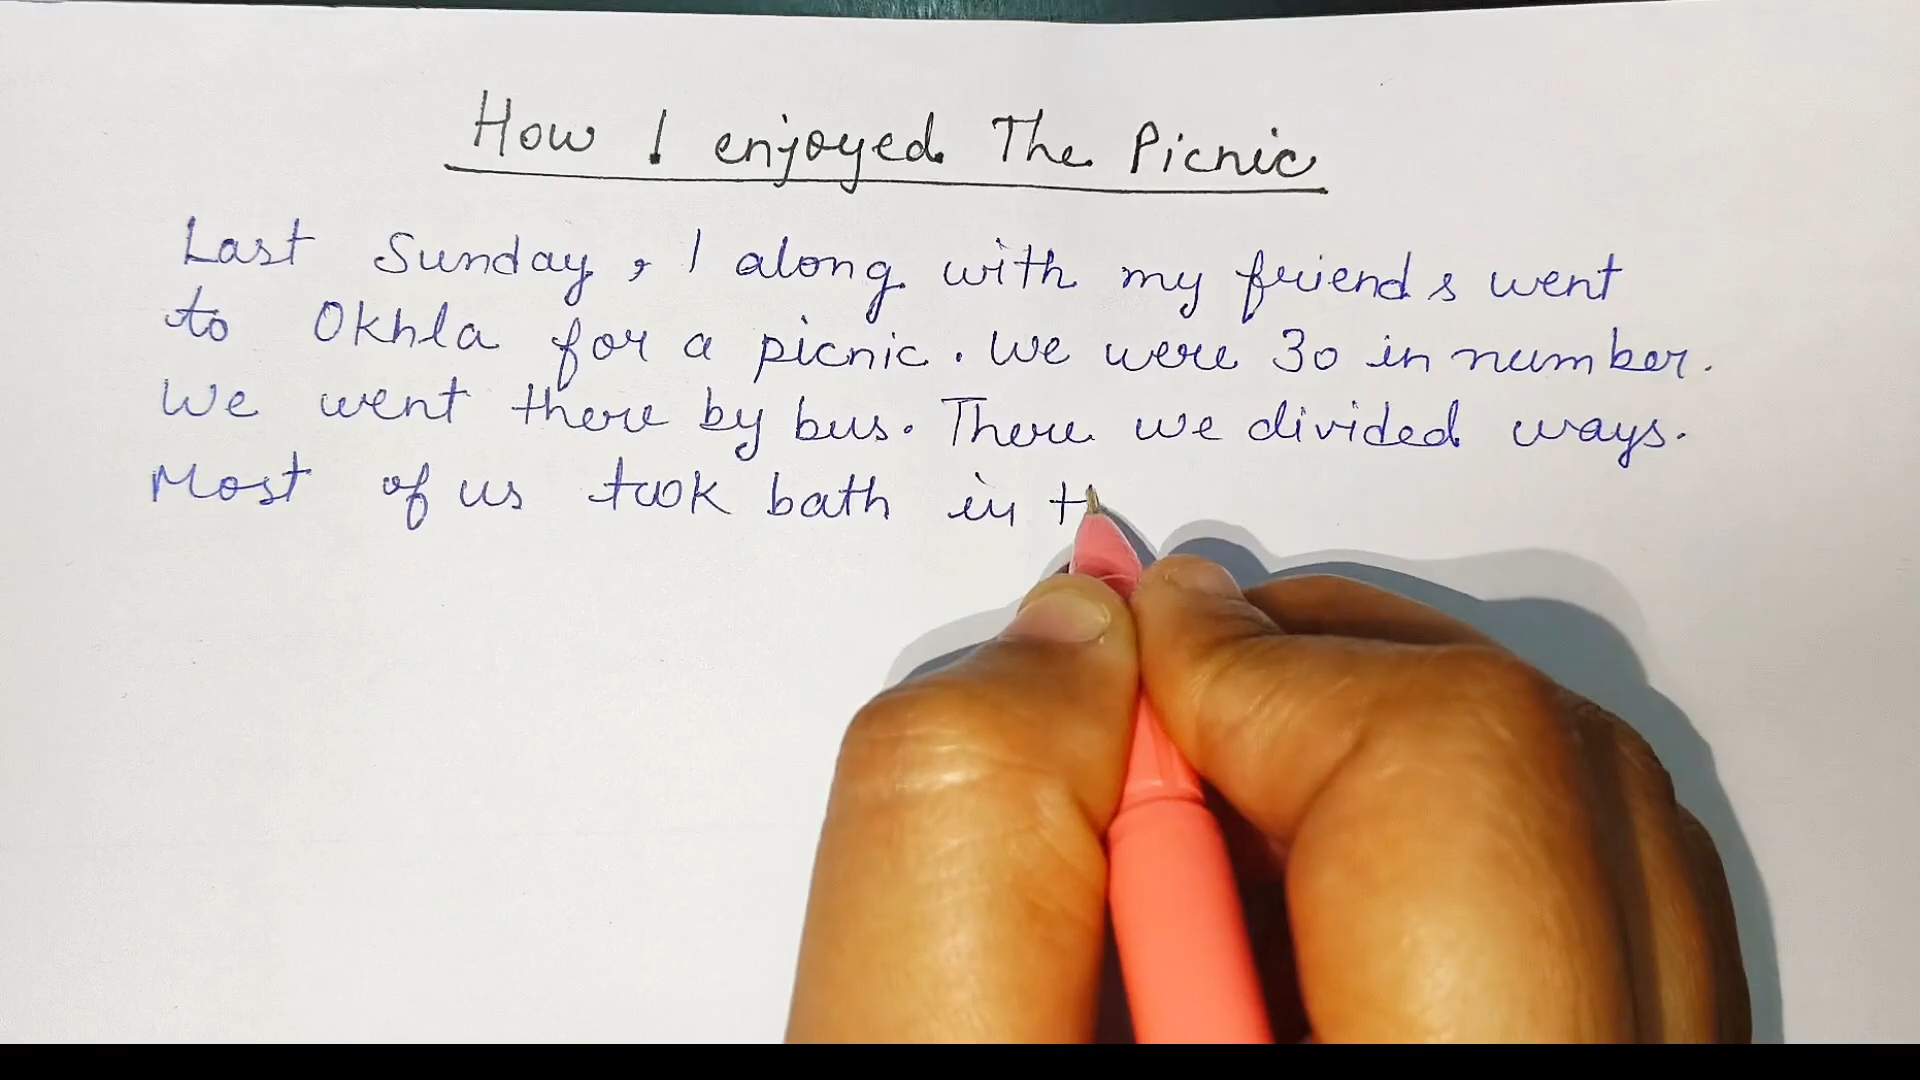 How I enjoyed The Picnic
Last Sunday, I along with my friends went
to Okhla for a picnic. We were 30 in number.
We went there by bus. There we divided ways.
Most of us took bath in t